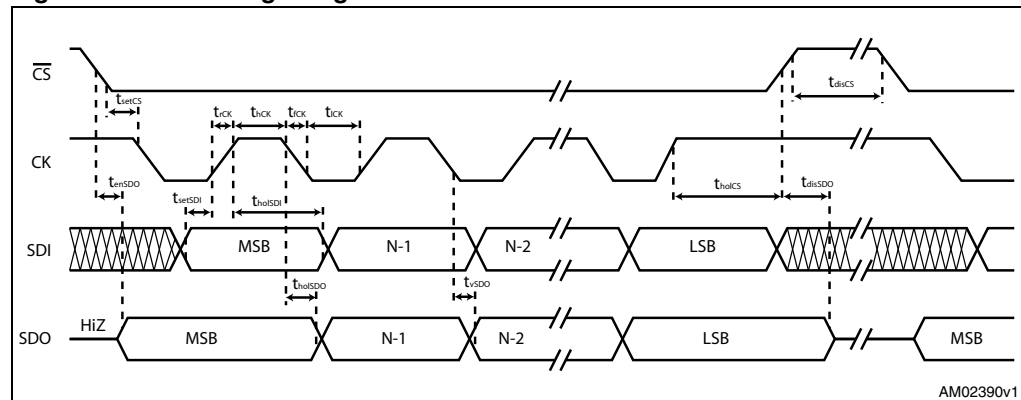 CS
tsetCS
trCK
thCK
tfCK
tlCK
tdisCS
CK
tenSDO
tsetSDI
tholSDI
tholCS
tdisSDO
SDI
MSB
N-1
N-2
LSB
tholSDO
tvSDO
SDO
HiZ
MSB
N-1
N-2
LSB
MSB
AM02390v1